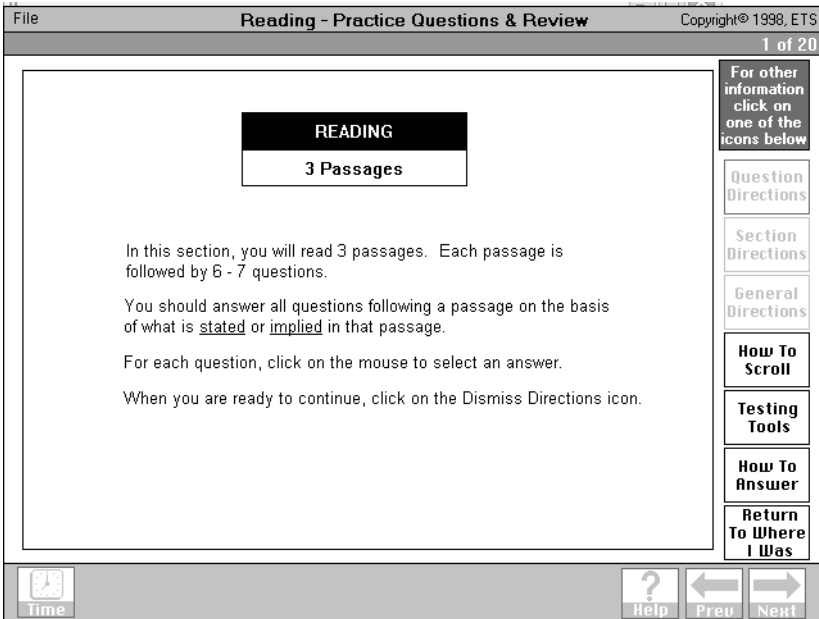 File
Reading - Practice Questions & Review
Copyright© 1998, ETS
1 of 20
For other
information
click on
one of the
icons below
READING
3 Passages
In this section, you will read 3 passages. Each passage is
followed by 6 - 7 questions.
You should answer all questions following a passage on the basis
of what is stated or implied in that passage.
For each question, click on the mouse to select an answer.
When you are ready to continue, click on the Dismiss Directions icon.
Question
Directions
Section
Directions
General
Directions
How To
Scroll
Testing
Tools
How To
Answer
Return
To Where
I Was
Time
Help
Prev
Next